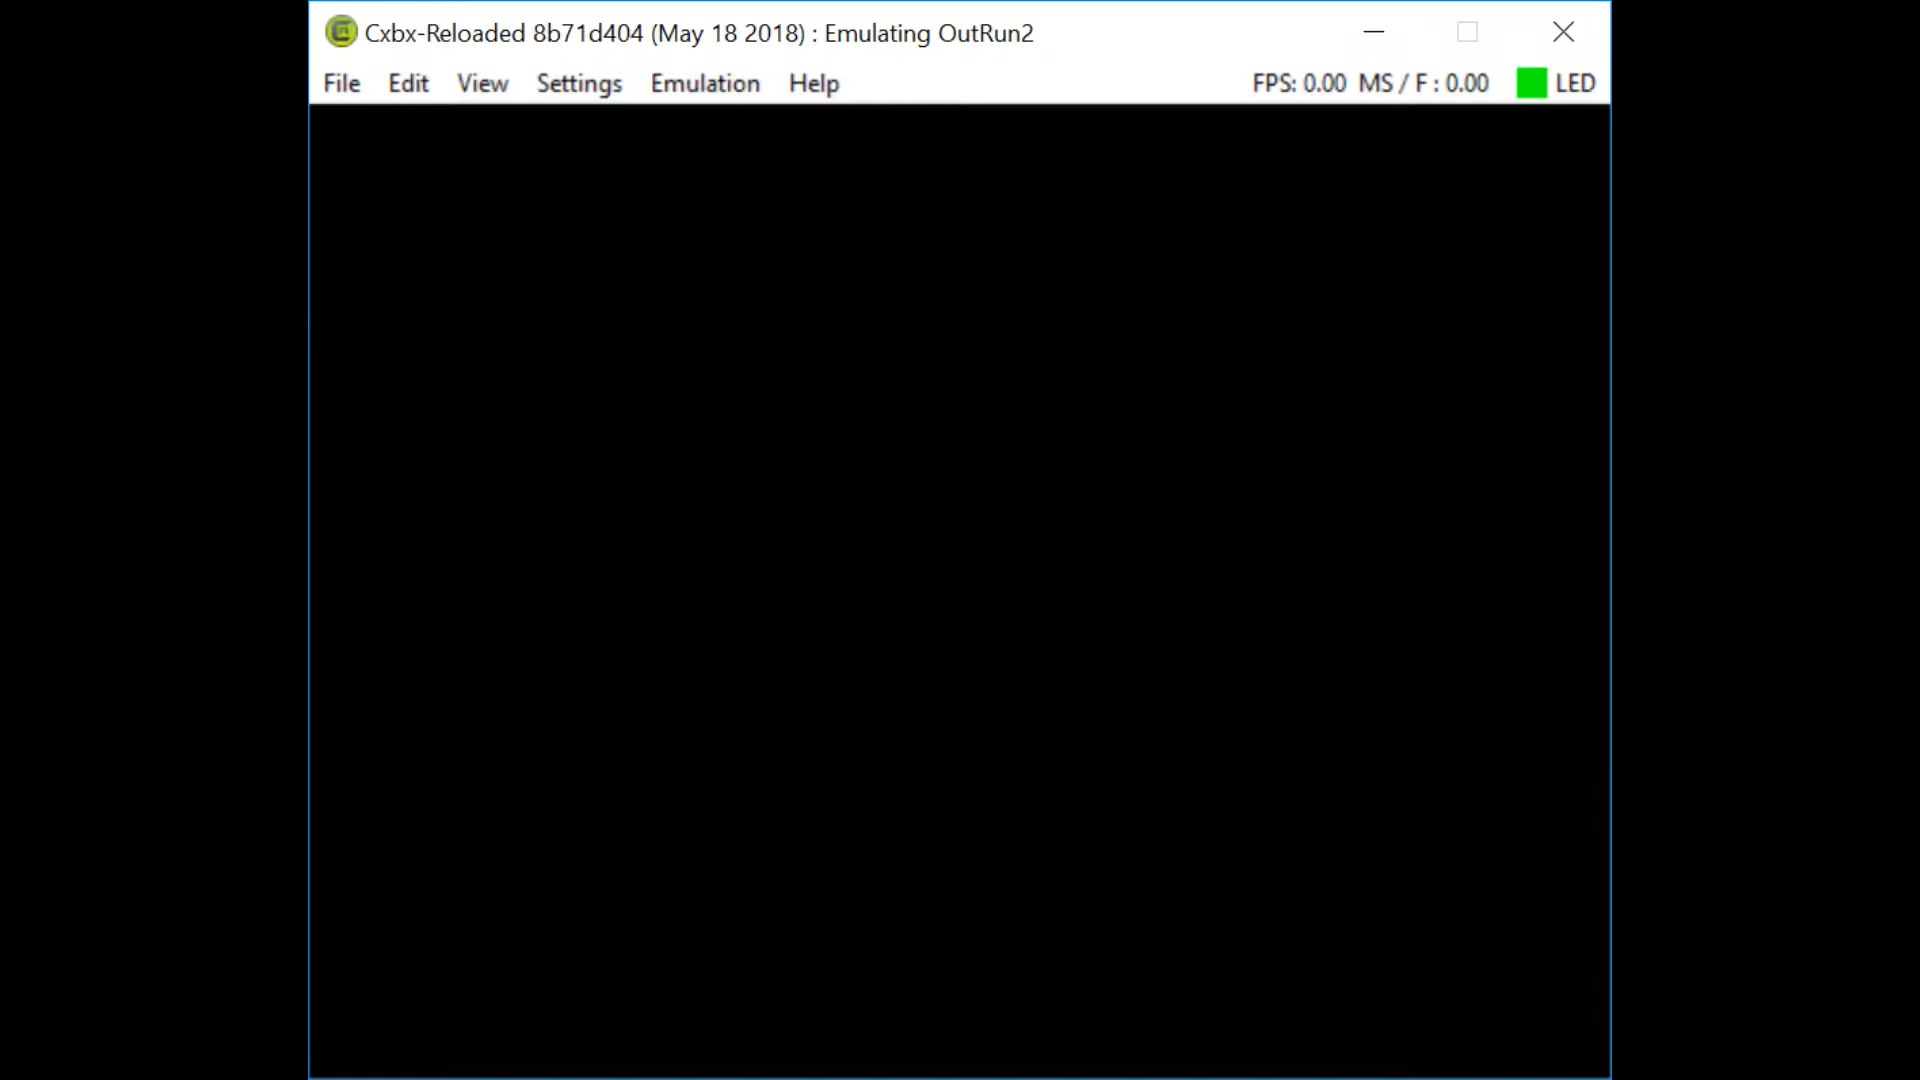 Cxbx-Reloaded 8b71d404 (May 18 2018) : Emulating OutRun2
File Edit View Settings Emulation Help FPS: 0.00 MS / F : 0.00 LED